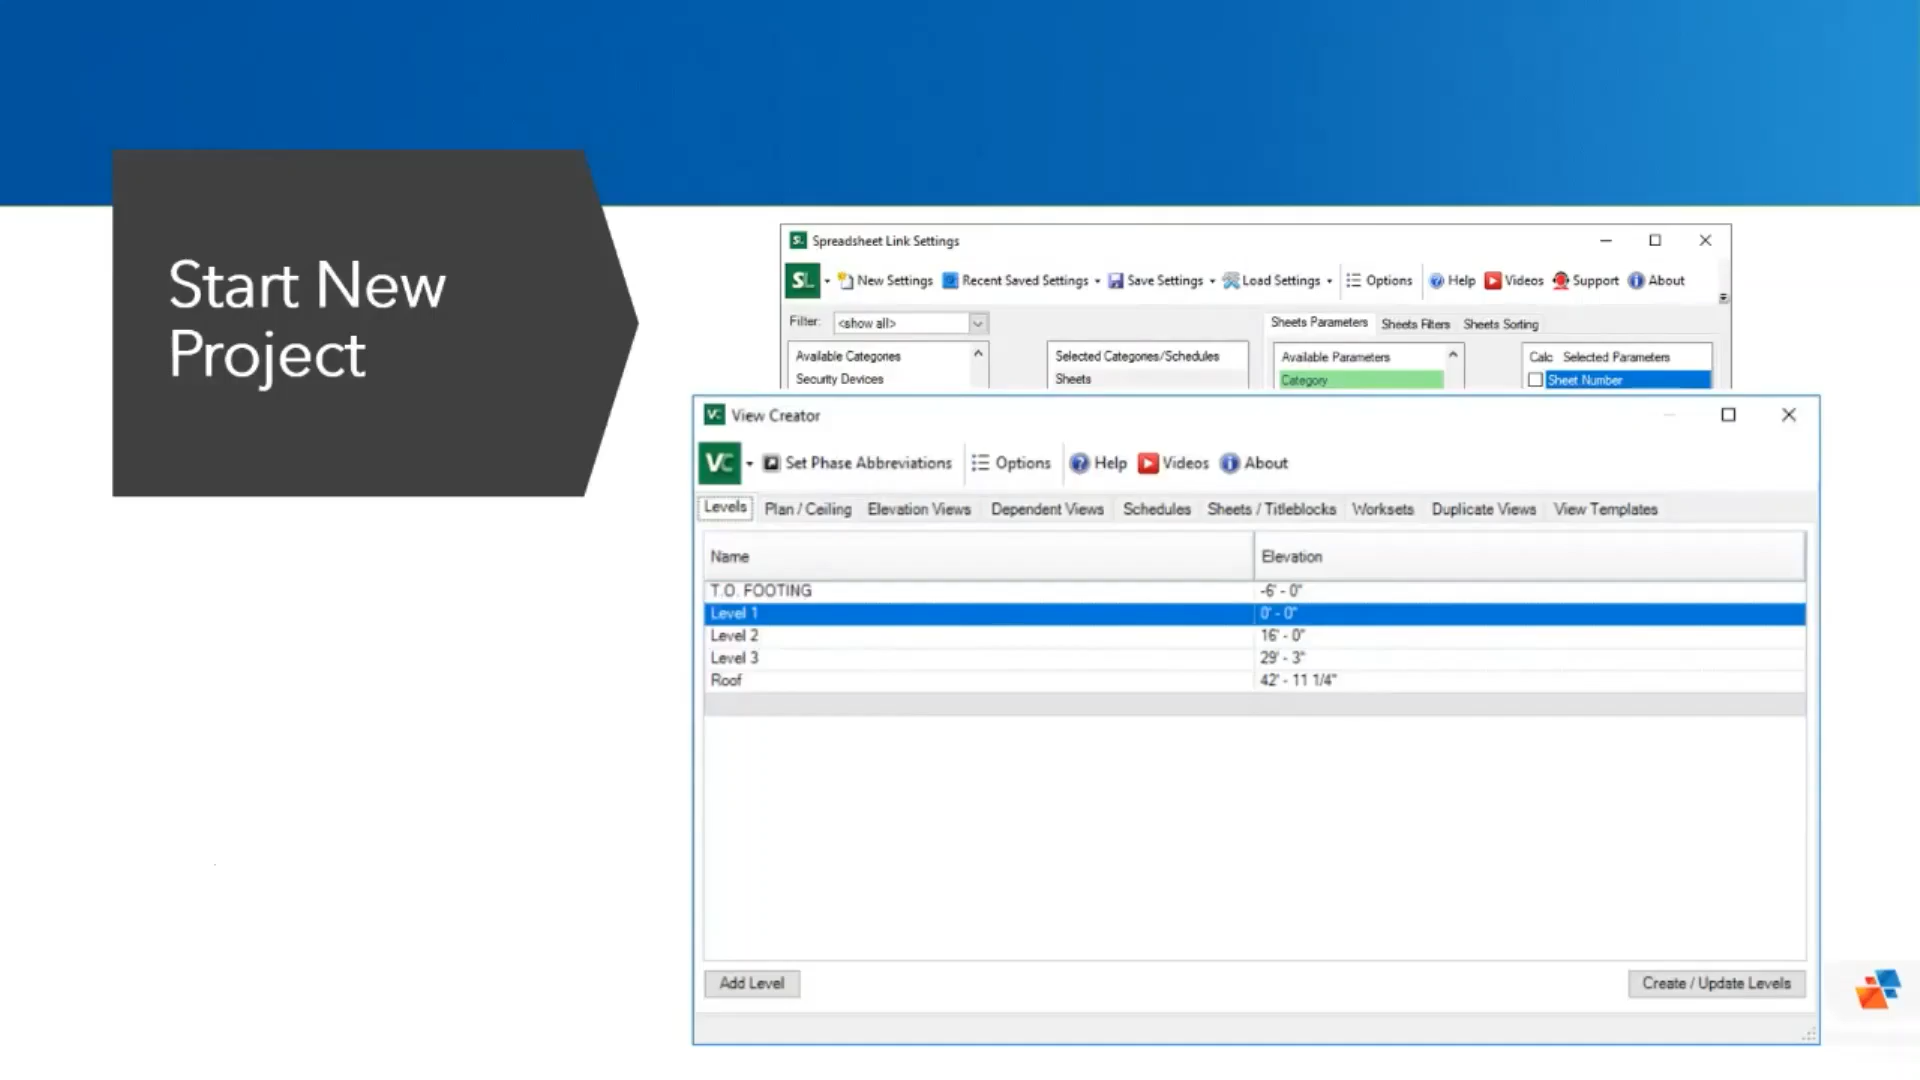 Start New
Project
SL Spreadsheet Link Settings
SL New Settings Recent Saved Settings Save Settings Load Settings Options Help Videos Support About
Filter: <show all> Sheets Parameters Sheets Filters Sheets Sorting
Available Categories Selected Categories/Schedules Available Parameters Calc Selected Parameters
Security Devices Sheets Category Sheet Number
VC View Creator
VC Set Phase Abbreviations Options Help Videos About
Levels Plan / Ceiling Elevation Views Dependent Views Schedules Sheets / Titleblocks Worksets Duplicate Views View Templates
Name Elevation
T.O. FOOTING -6' - 0"
Level 1 0' - 0"
Level 2 16' - 0"
Level 3 29' - 3"
Roof 42' - 11 1/4"
Add Level Create / Update Levels